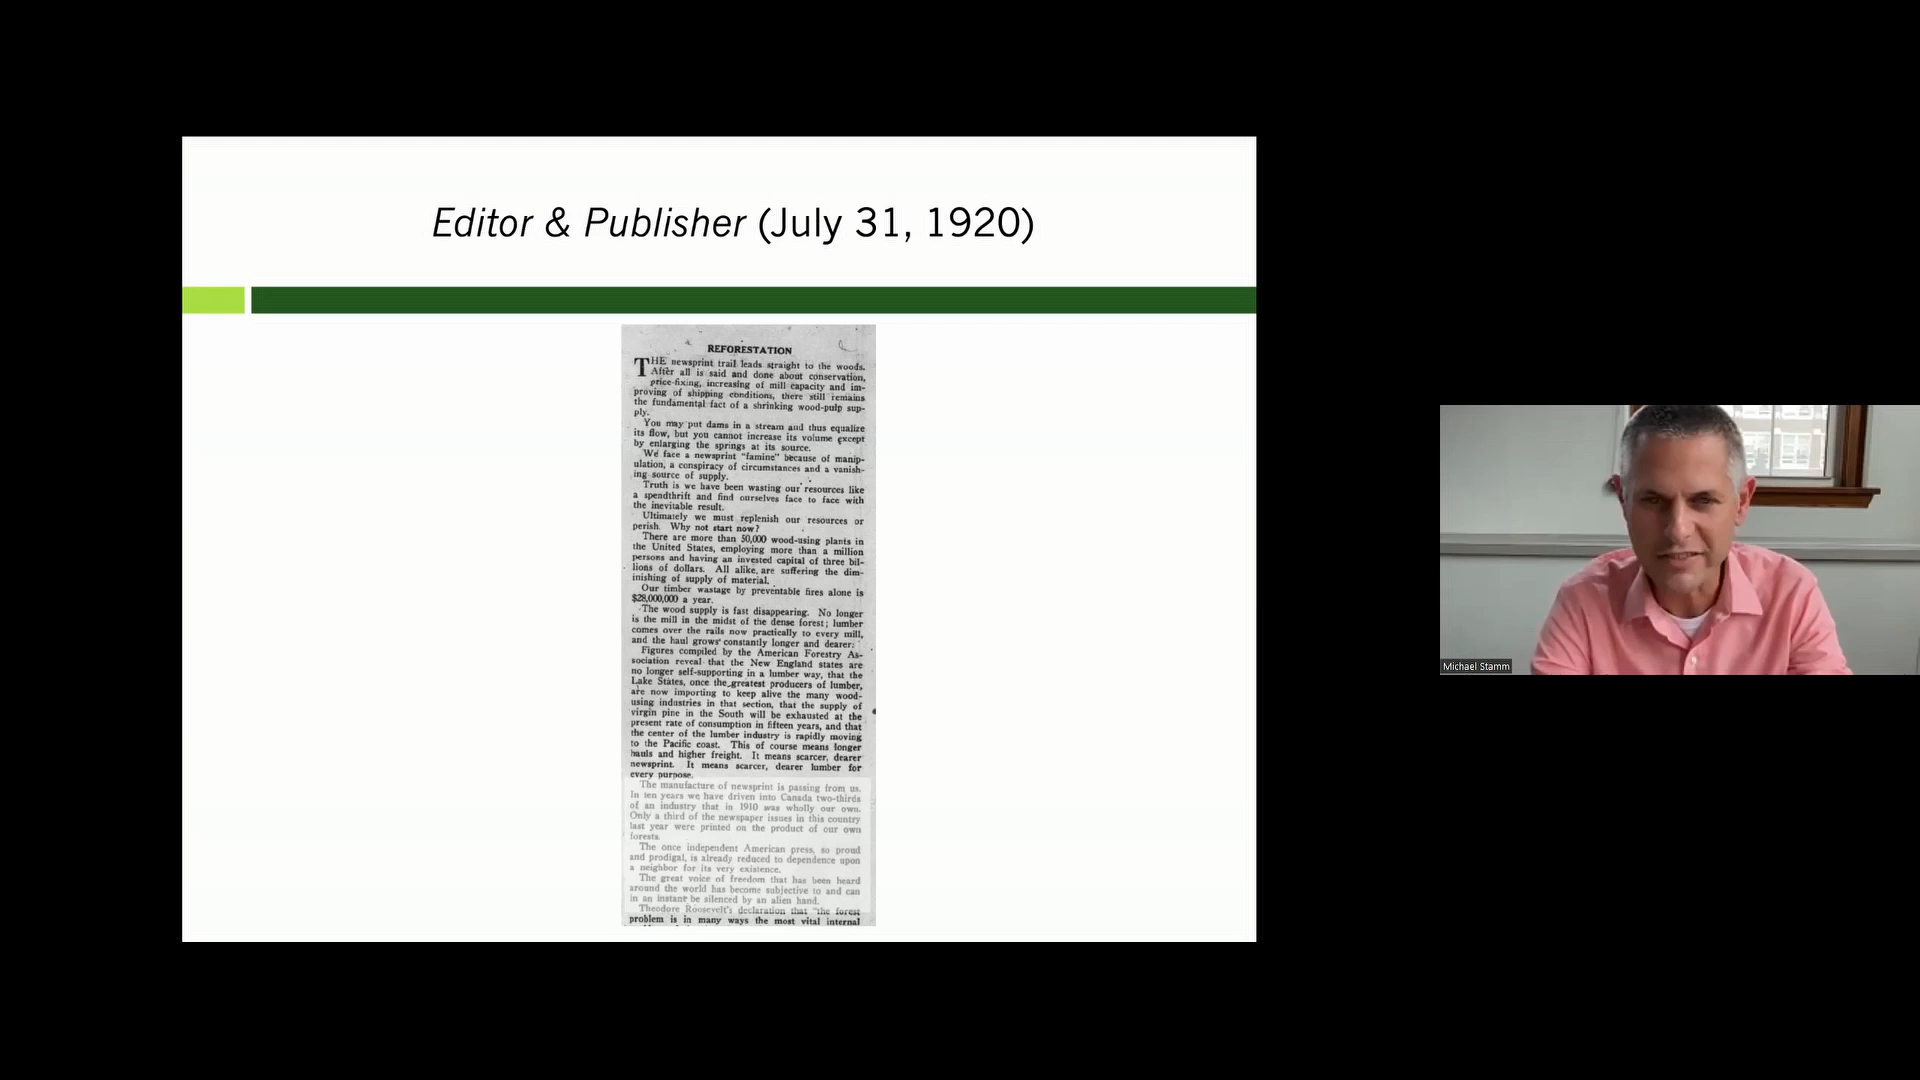 Editor & Publisher (July 31, 1920)
REFORESTATION
THE newsprint trail leads straight to the woods.
After all is said and done about conservation,
price-fixing, increasing of mill capacity and im-
proving of shipping conditions, there still remains
the fundamental fact of a shrinking wood-pulp sup-
ply.
You may put dams in a stream and thus equalize
its flow, but you cannot increase its volume except
by enlarging the springs at its source.
We face a newsprint "famine" because of manip-
ulation, a conspiracy of circumstances and a vanish-
ing source of supply.
Truth is we have been wasting our resources like
a spendthrift and find ourselves face to face with
the inevitable result.
Ultimately we must replenish our resources or
perish. Why not start now?
There are more than 50,000 wood-using plants in
the United States, employing more than a million
persons and having an invested capital of three bil-
lions of dollars. All alike are suffering the dim-
inishing of supply of material.
Our timber wastage by preventable fires alone is
$28,000,000 a year.
The wood supply is fast disappearing. No longer
is the mill in the midst of the dense forest; lumber
comes over the rails now practically to every mill,
and the haul grows constantly longer and dearer.
Figures compiled by the American Forestry As-
sociation reveal that the New England states are
no longer self-supporting in a lumber way, that the
Lake States, once the greatest producers of lumber,
are now importing to keep alive the many wood-
using industries in that section, that the supply of
virgin pine in the South will be exhausted at the
present rate of consumption in fifteen years, and that
the center of the lumber industry is rapidly moving
to the Pacific coast. This of course means longer
hauls and higher freight. It means scarcer, dearer
newsprint. It means scarcer, dearer lumber for
every purpose.
The manufacture of newsprint is passing from us.
In ten years we have driven into Canada two-thirds
of an industry that in 1910 was wholly our own.
Only a third of the newspaper issues in this country
last year were printed on the product of our own
forests.
The once independent American press, so proud
and prodigal, is already reduced to dependence upon
a neighbor for its very existence.
The great voice of freedom that has been heard
around the world has become subjective to and can
in an instant be silenced by an alien hand.
Theodore Roosevelt's declaration that "the forest
problem is in many ways the most vital internal
Michael Stamm